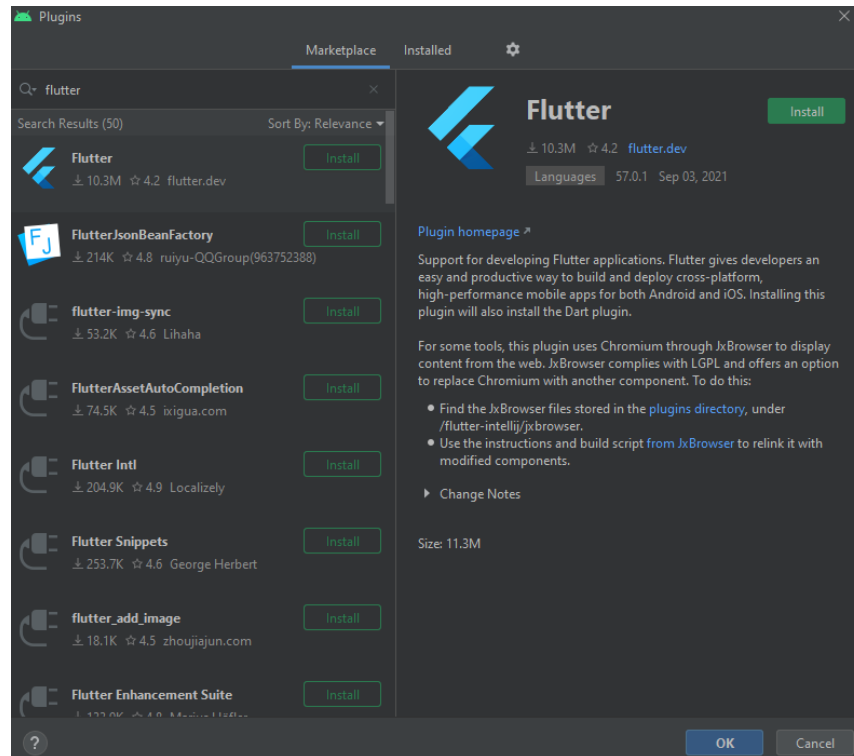 Plugins
Marketplace
Installed
flutter
Search Results (50)
Sort By: Relevance
Flutter
Install
10.3M 4.2 flutter.dev
FlutterJsonBeanFactory
Install
214K 4.8 ruiyu-QQGroup(963752388)
flutter-img-sync
Install
53.2K 4.6 Lihaha
FlutterAssetAutoCompletion
Install
74.5K 4.5 ixigua.com
Flutter Intl
Install
204.9K 4.9 Localizely
Flutter Snippets
Install
253.7K 4.6 George Herbert
flutter_add_image
Install
18.1K 4.5 zhoujiajun.com
Flutter Enhancement Suite
Install
Flutter
Install
10.3M 4.2 flutter.dev
Languages 57.0.1 Sep 03, 2021
Plugin homepage
Support for developing Flutter applications. Flutter gives developers an
easy and productive way to build and deploy cross-platform,
high-performance mobile apps for both Android and iOS. Installing this
plugin will also install the Dart plugin.
For some tools, this plugin uses Chromium through JxBrowser to display
content from the web. JxBrowser complies with LGPL and offers an option
to replace Chromium with another component. To do this:
Find the JxBrowser files stored in the plugins directory, under
/flutter-intellij/jxbrowser.
Use the instructions and build script from JxBrowser to relink it with
modified components.
Change Notes
Size: 11.3M
?
OK
Cancel
F
J